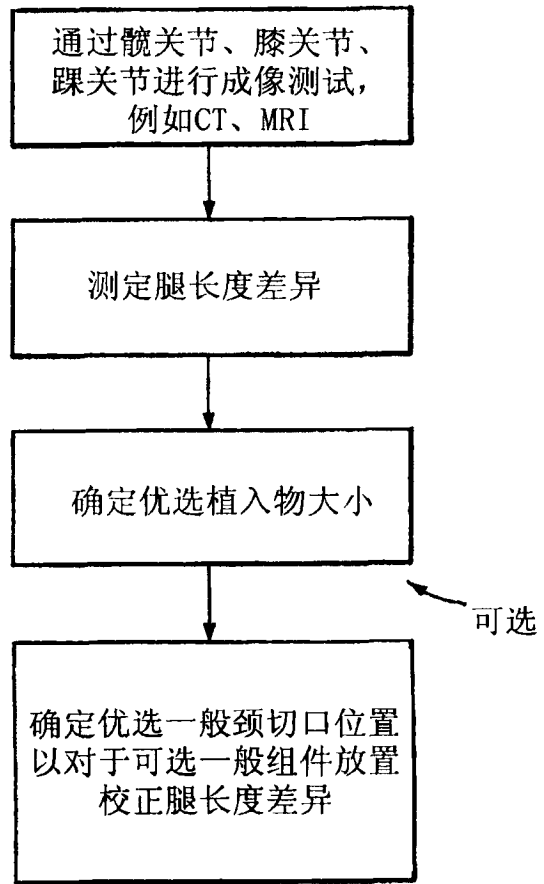 通过髋关节、膝关节、
踝关节进行成像测试,
例如CT、MRI
测定腿长度差异
确定优选植入物大小
可选
确定优选一般颈切口位置
以对于可选一般组件放置
校正腿长度差异